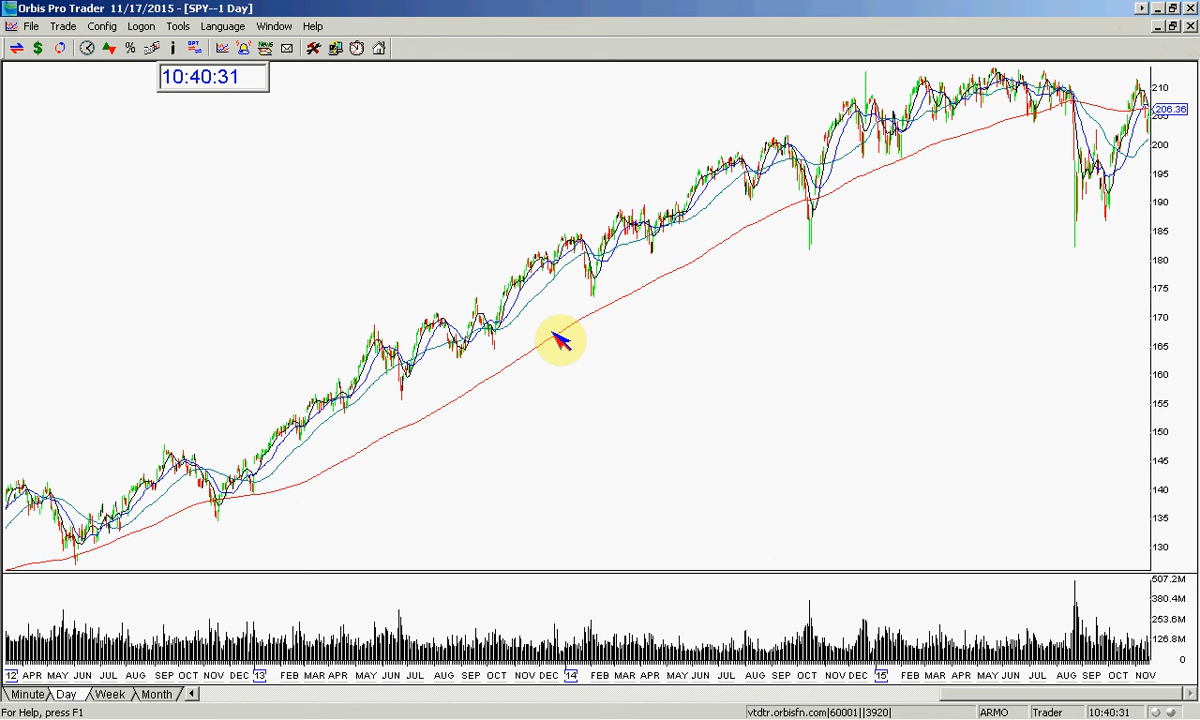 Orbis Pro Trader 11/17/2015 - [SPY--1 Day]
File Trade Config Logon Tools Language Window Help
$ % i OPT News
10:40:31
210
206.36
205
200
195
190
185
180
175
170
165
160
155
150
145
140
135
130
507.2M
380.4M
253.6M
126.8M
0
12 APR MAY JUN JUL AUG SEP OCT NOV DEC 13 FEB MAR APR MAY JUN JUL AUG SEP OCT NOV DEC 14 FEB MAR APR MAY JUN JUL AUG SEP OCT NOV DEC 15 FEB MAR APR MAY JUN JUL AUG SEP OCT NOV
Minute Day Week Month
For Help, press F1 vtdtr.orbisfn.com|60001||3920| ARMO Trader 10:40:31